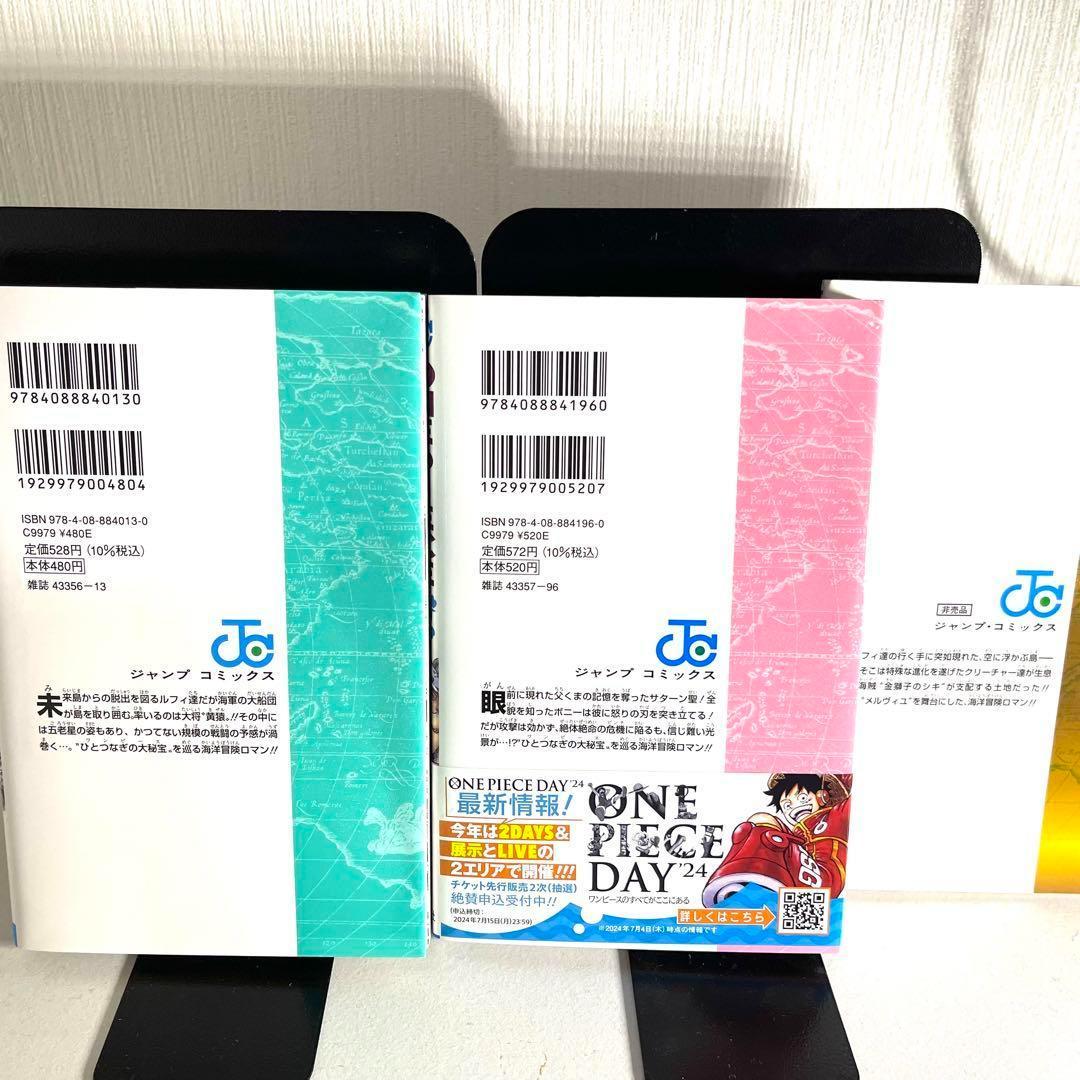 9784088840130
1929979004804
ISBN 978-4-08-884013-0
C9979 ¥480E
定価528円(10%税込)
本体480円
雑誌 43356-13
JC
ジャンプ コミックス
未来島からの脱出を図るルフィ達だが海軍の大船団
が島を取り囲む。率いるのは大将“黄猿”!!その中に
は五老星の姿もあり、かつてない規模の戦闘の予感が渦
巻く…。“ひとつなぎの大秘宝”を巡る海洋冒険ロマン!!
9784088841960
1929979005207
ISBN 978-4-08-884196-0
C9979 ¥520E
定価572円(10%税込)
本体520円
雑誌 43357-96
JC
ジャンプ コミックス
眼前に現れた父くまの記憶を奪ったサターン聖!全
貌を知ったボニーは彼に怒りの刃を突き立てる!
だが攻撃は効かず、絶体絶命の危機に陥るも、信じ難い光
景が…!?“ひとつなぎの大秘宝”を巡る海洋冒険ロマン!!
ONE PIECE DAY'24
最新情報!
今年は2DAYS&
展示とLIVEの
2エリアで開催!!!
チケット先行販売2次(抽選)
絶賛申込受付中!!
(申込締切:
2024年7月15日(月)23:59)
ONE
PIECE
DAY'24
ワンピースのすべてがここにある
詳しくはこちら
※2024年7月4日(木)時点の情報です
JC
非売品
ジャンプ・コミックス
フィ達の行く手に突如現れた、空に浮かぶ島―
そこは特殊な進化を遂げたクリーチャー達が生息
海賊“金獅子のシキ”が支配する土地だった!!
“メルヴィユ”を舞台にした、海洋冒険ロマン!!